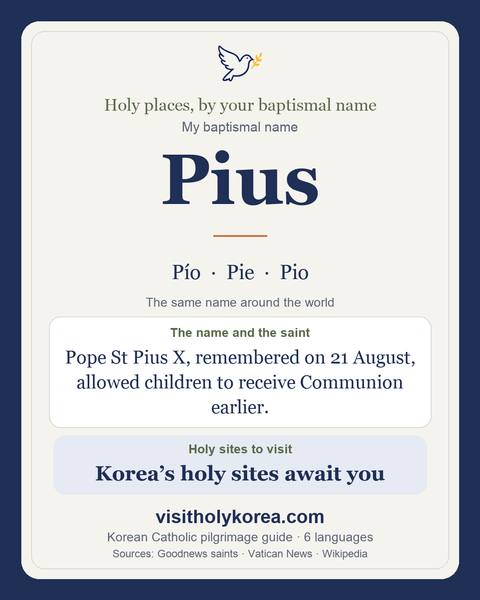 Holy places, by your baptismal name
My baptismal name
Pius
Pío · Pie · Pio
The same name around the world
The name and the saint
Pope St Pius X, remembered on 21 August,
allowed children to receive Communion
earlier.
Holy sites to visit
Korea’s holy sites await you
visitholykorea.com
Korean Catholic pilgrimage guide · 6 languages
Sources: Goodnews saints · Vatican News · Wikipedia